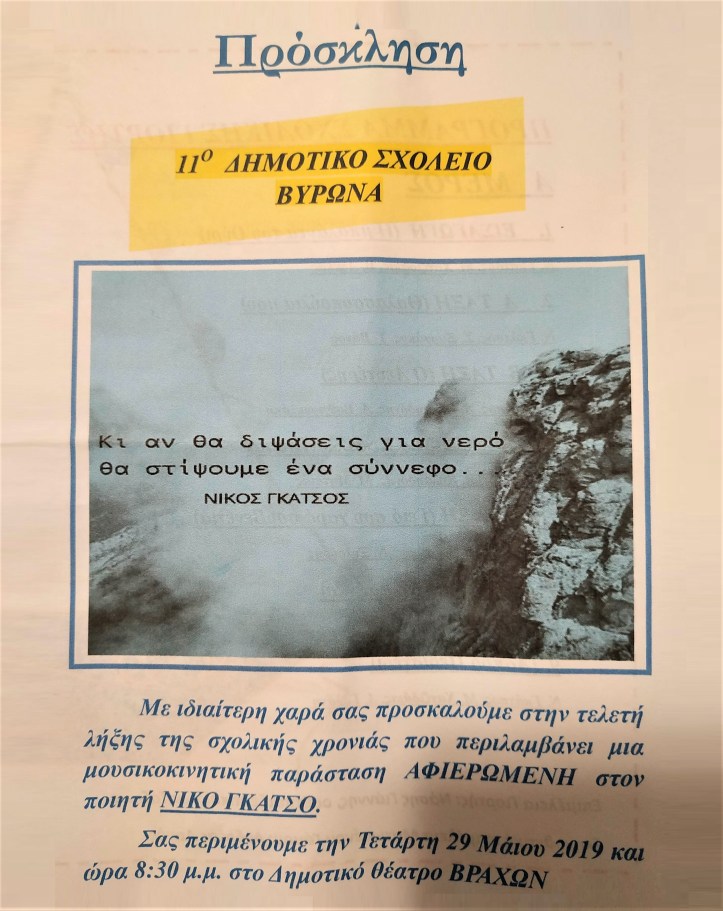 Πρόσκληση
11ο ΔΗΜΟΤΙΚΟ ΣΧΟΛΕΙΟ
ΒΥΡΩΝΑ
Κι αν θα διψάσεις για νερό
θα στίψουμε ένα σύννεφο...
ΝΙΚΟΣ ΓΚΑΤΣΟΣ
Με ιδιαίτερη χαρά σας προσκαλούμε στην τελετή
λήξης της σχολικής χρονιάς που περιλαμβάνει μια
μουσικοκινητική παράσταση ΑΦΙΕΡΩΜΕΝΗ στον
ποιητή ΝΙΚΟ ΓΚΑΤΣΟ.
Σας περιμένουμε την Τετάρτη 29 Μάιου 2019 και
ώρα 8:30 μ.μ. στο Δημοτικό θέατρο ΒΡΑΧΩΝ